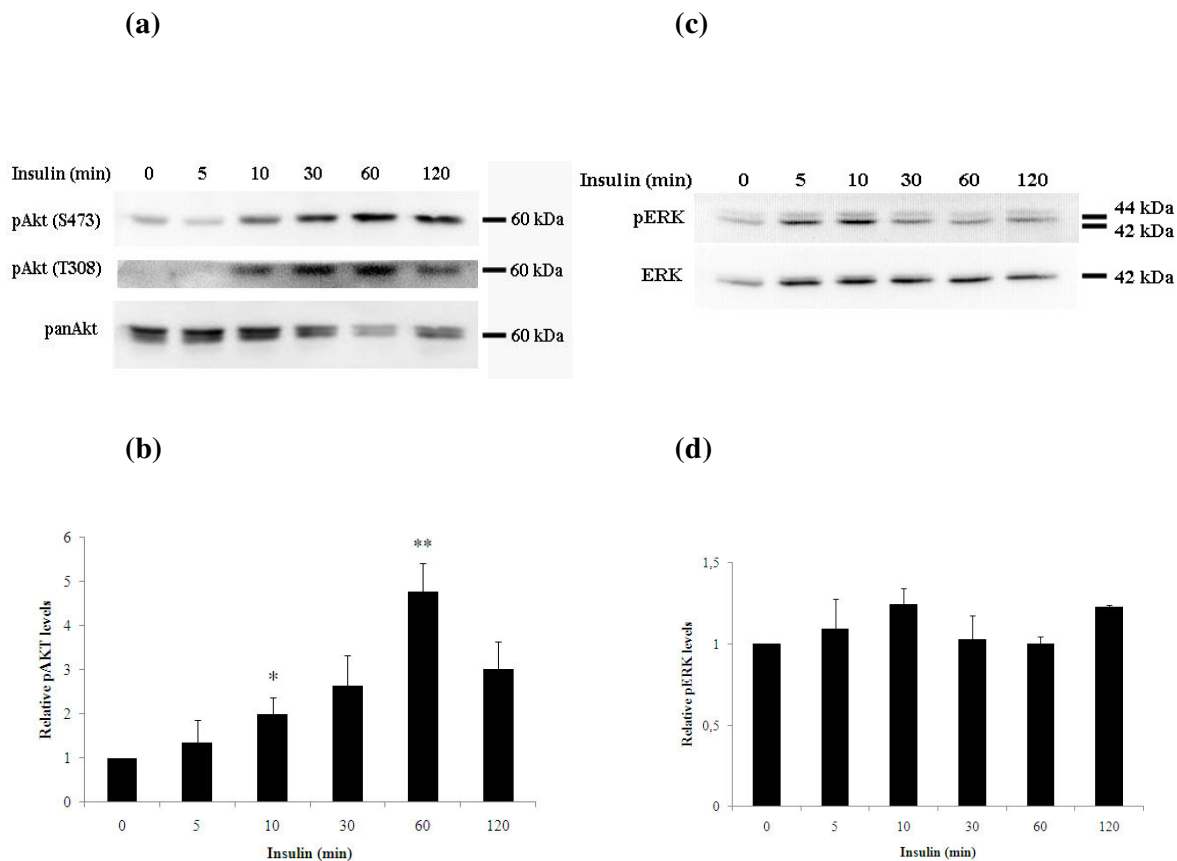 (a)
Insulin (min) 0 5 10 30 60 120
pAkt (S473) 60 kDa
pAkt (T308) 60 kDa
panAkt 60 kDa
(c)
Insulin (min) 0 5 10 30 60 120
pERK 44 kDa
42 kDa
ERK 42 kDa
(b)
Relative pAKT levels
6
5
4
3
2
1
0
*
**
0 5 10 30 60 120
Insulin (min)
(d)
Relative pERK levels
1,5
1
0,5
0
0 5 10 30 60 120
Insulin (min)